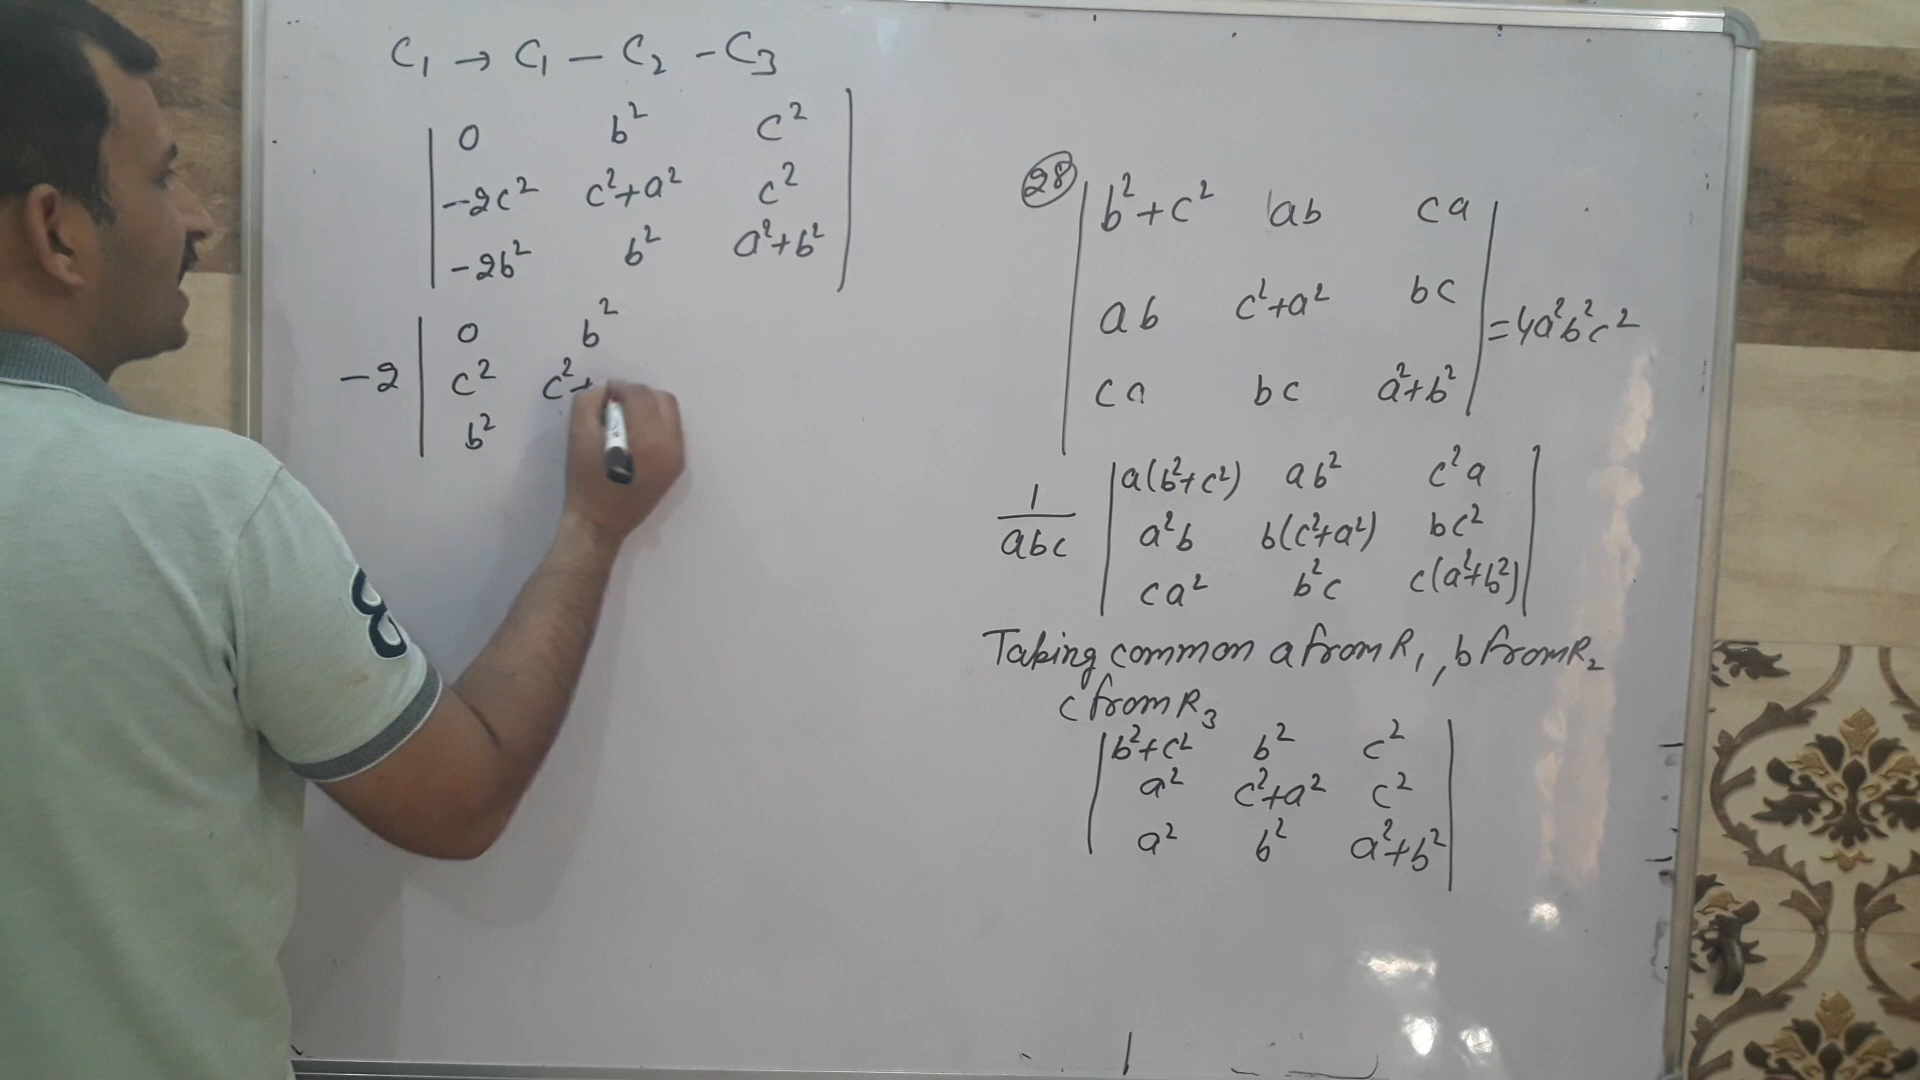 C₁ → C₁ − C₂ − C₃
| 0 b² c² |
| −2c² c²+a² c² |
| −2b² b² a²+b² |
| 0 b²
−2 | c² c²+
| b²
(28) | b²+c² ab ca |
| ab c²+a² bc | = 4a²b²c²
| ca bc a²+b² |
| a(b²+c²) ab² c²a |
1/abc | a²b b(c²+a²) bc² |
| ca² b²c c(a²+b²) |
Taking common a from R₁, b from R₂
c from R₃
| b²+c² b² c² |
| a² c²+a² c² |
| a² b² a²+b² |
8